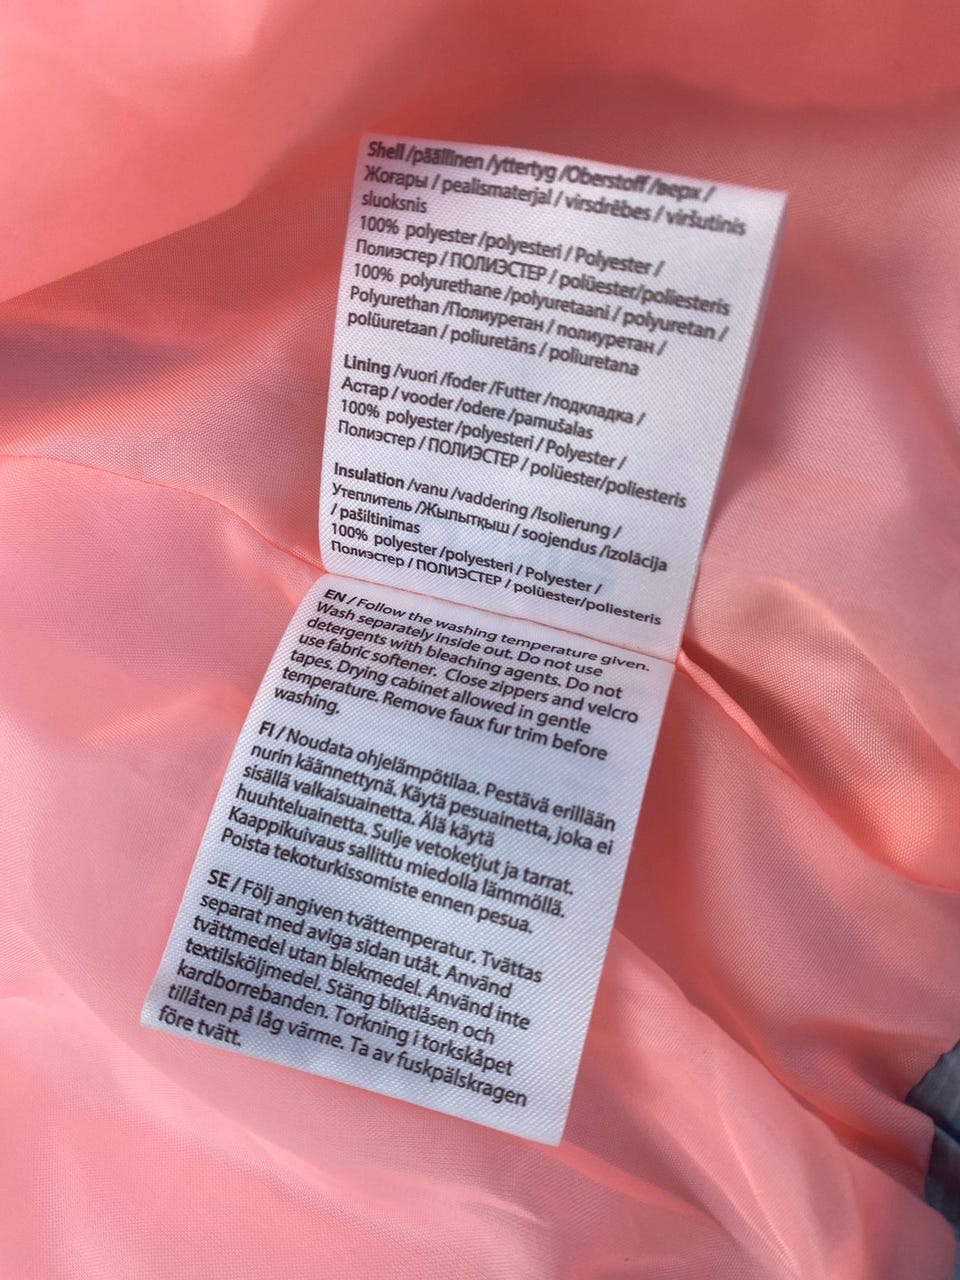 Shell /päällinen /yttertyg /Oberstoff /верх /
Жоғары / pealismaterjal / virsdrēbes / viršutinis
sluoksnis
100% polyester /polyesteri / Polyester /
Полиэстер / ПОЛИЭСТЕР / polüester/poliesteris
100% polyurethane /polyuretaani / polyuretan /
Polyurethan /Полиуретан / полиуретан /
polüuretaan / poliuretāns / poliuretana
Lining /vuori /foder /Futter /подкладка /
Астар / vooder /odere /pamušalas
100% polyester /polyesteri / Polyester /
Полиэстер / ПОЛИЭСТЕР / polüester/poliesteris
Insulation /vanu /vaddering /Isolierung /
Утеплитель /Жылытқыш / soojendus /izolācija
/ pašiltinimas
100% polyester /polyesteri / Polyester /
Полиэстер / ПОЛИЭСТЕР / polüester/poliesteris
EN / Follow the washing temperature given.
Wash separately inside out. Do not use
detergents with bleaching agents. Do not
use fabric softener. Close zippers and velcro
tapes. Drying cabinet allowed in gentle
temperature. Remove faux fur trim before
washing.
FI / Noudata ohjelämpötilaa. Pestävä erillään
nurin käännettynä. Käytä pesuainetta, joka ei
sisällä valkaisuainetta. Älä käytä
huuhteluainetta. Sulje vetoketjut ja tarrat.
Kaappikuivaus sallittu miedolla lämmöllä.
Poista tekoturkissomiste ennen pesua.
SE / Följ angiven tvättemperatur. Tvättas
separat med aviga sidan utåt. Använd
tvättmedel utan blekmedel. Använd inte
textilsköljmedel. Stäng blixtlåsen och
kardborrebanden. Torkning i torkskåpet
tillåten på låg värme. Ta av fuskpälskragen
före tvätt.